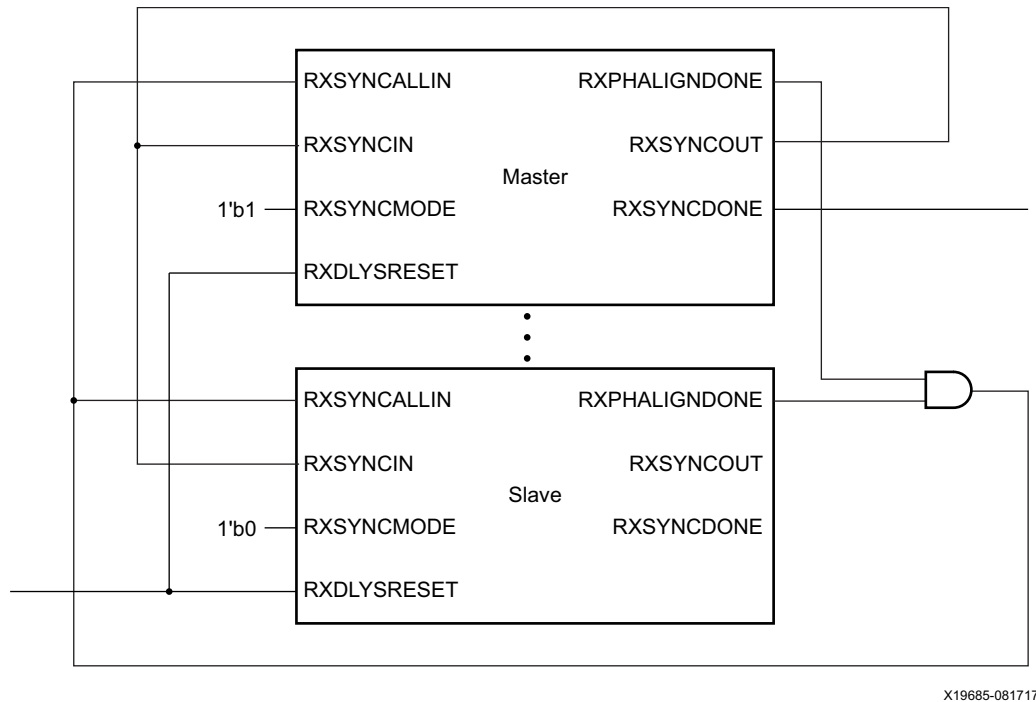 RXSYNCALLIN RXPHALIGNDONE
RXSYNCIN RXSYNCOUT
Master
1'b1 RXSYNCMODE RXSYNCDONE
RXDLYSRESET
RXSYNCALLIN RXPHALIGNDONE
RXSYNCIN RXSYNCOUT
Slave
1'b0 RXSYNCMODE RXSYNCDONE
RXDLYSRESET
X19685-081717